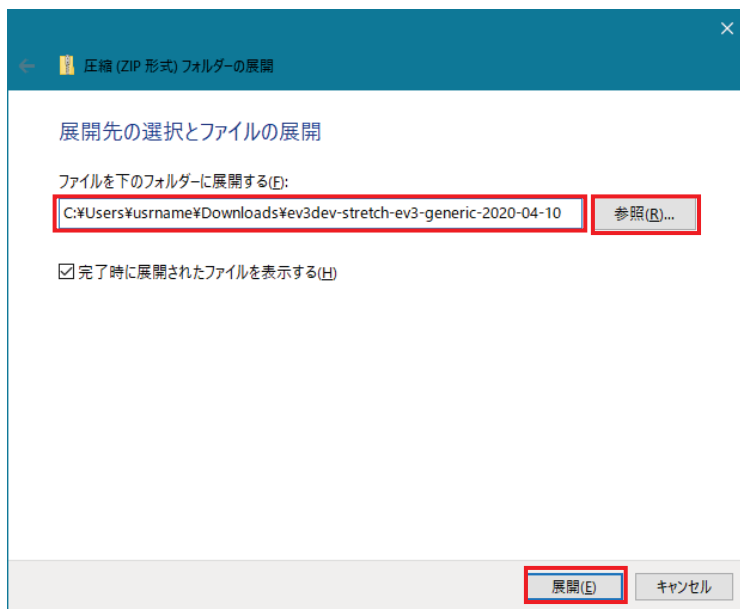 圧縮 (ZIP 形式) フォルダーの展開
展開先の選択とファイルの展開
ファイルを下のフォルダーに展開する(F):
C:¥Users¥usrname¥Downloads¥ev3dev-stretch-ev3-generic-2020-04-10
参照(R)...
完了時に展開されたファイルを表示する(H)
展開(E)
キャンセル